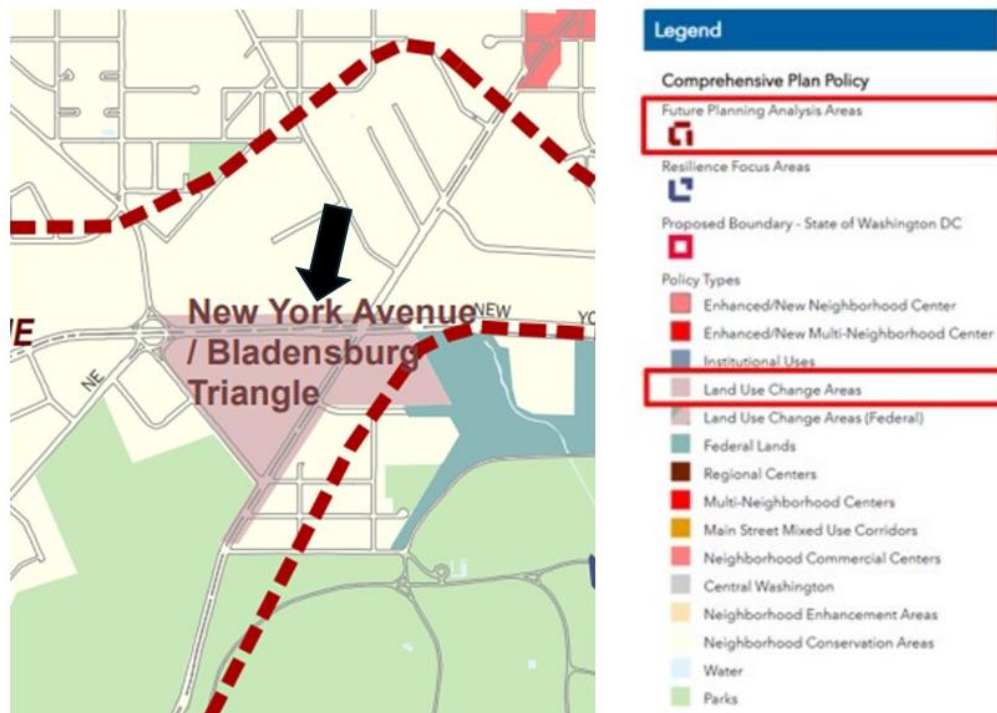 New York Avenue
/ Bladensburg
Triangle
NEW
YO
E
NE
Legend
Comprehensive Plan Policy
Future Planning Analysis Areas
Resilience Focus Areas
Proposed Boundary - State of Washington DC
Policy Types
Enhanced/New Neighborhood Center
Enhanced/New Multi-Neighborhood Center
Institutional Uses
Land Use Change Areas
Land Use Change Areas (Federal)
Federal Lands
Regional Centers
Multi-Neighborhood Centers
Main Street Mixed Use Corridors
Neighborhood Commercial Centers
Central Washington
Neighborhood Enhancement Areas
Neighborhood Conservation Areas
Water
Parks